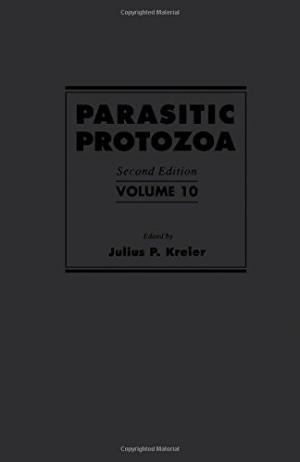 Copyrighted Material
PARASITIC
PROTOZOA
Second Edition
VOLUME 10
Edited by
Julius P. Kreier
Copyrighted Material